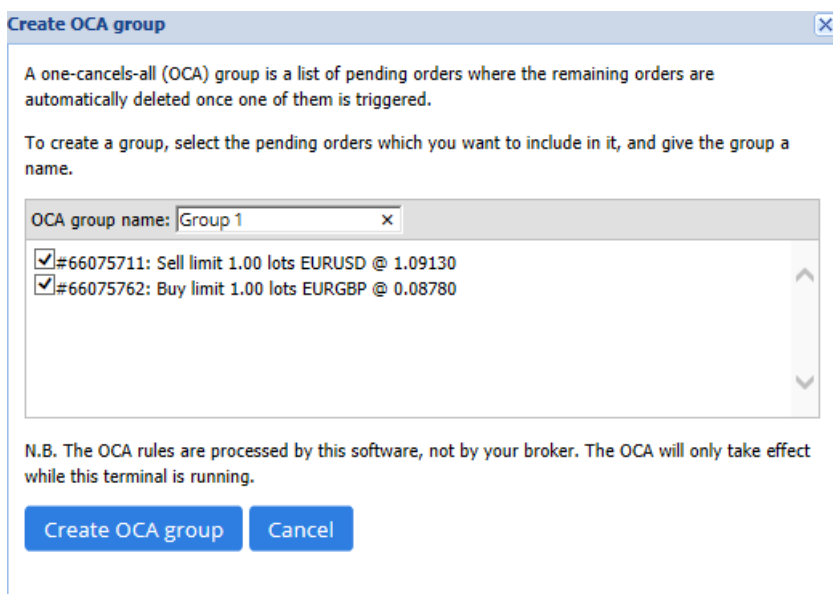 Create OCA group
A one-cancels-all (OCA) group is a list of pending orders where the remaining orders are
automatically deleted once one of them is triggered.
To create a group, select the pending orders which you want to include in it, and give the group a
name.
OCA group name: Group 1
#66075711: Sell limit 1.00 lots EURUSD @ 1.09130
#66075762: Buy limit 1.00 lots EURGBP @ 0.08780
N.B. The OCA rules are processed by this software, not by your broker. The OCA will only take effect
while this terminal is running.
Create OCA group Cancel